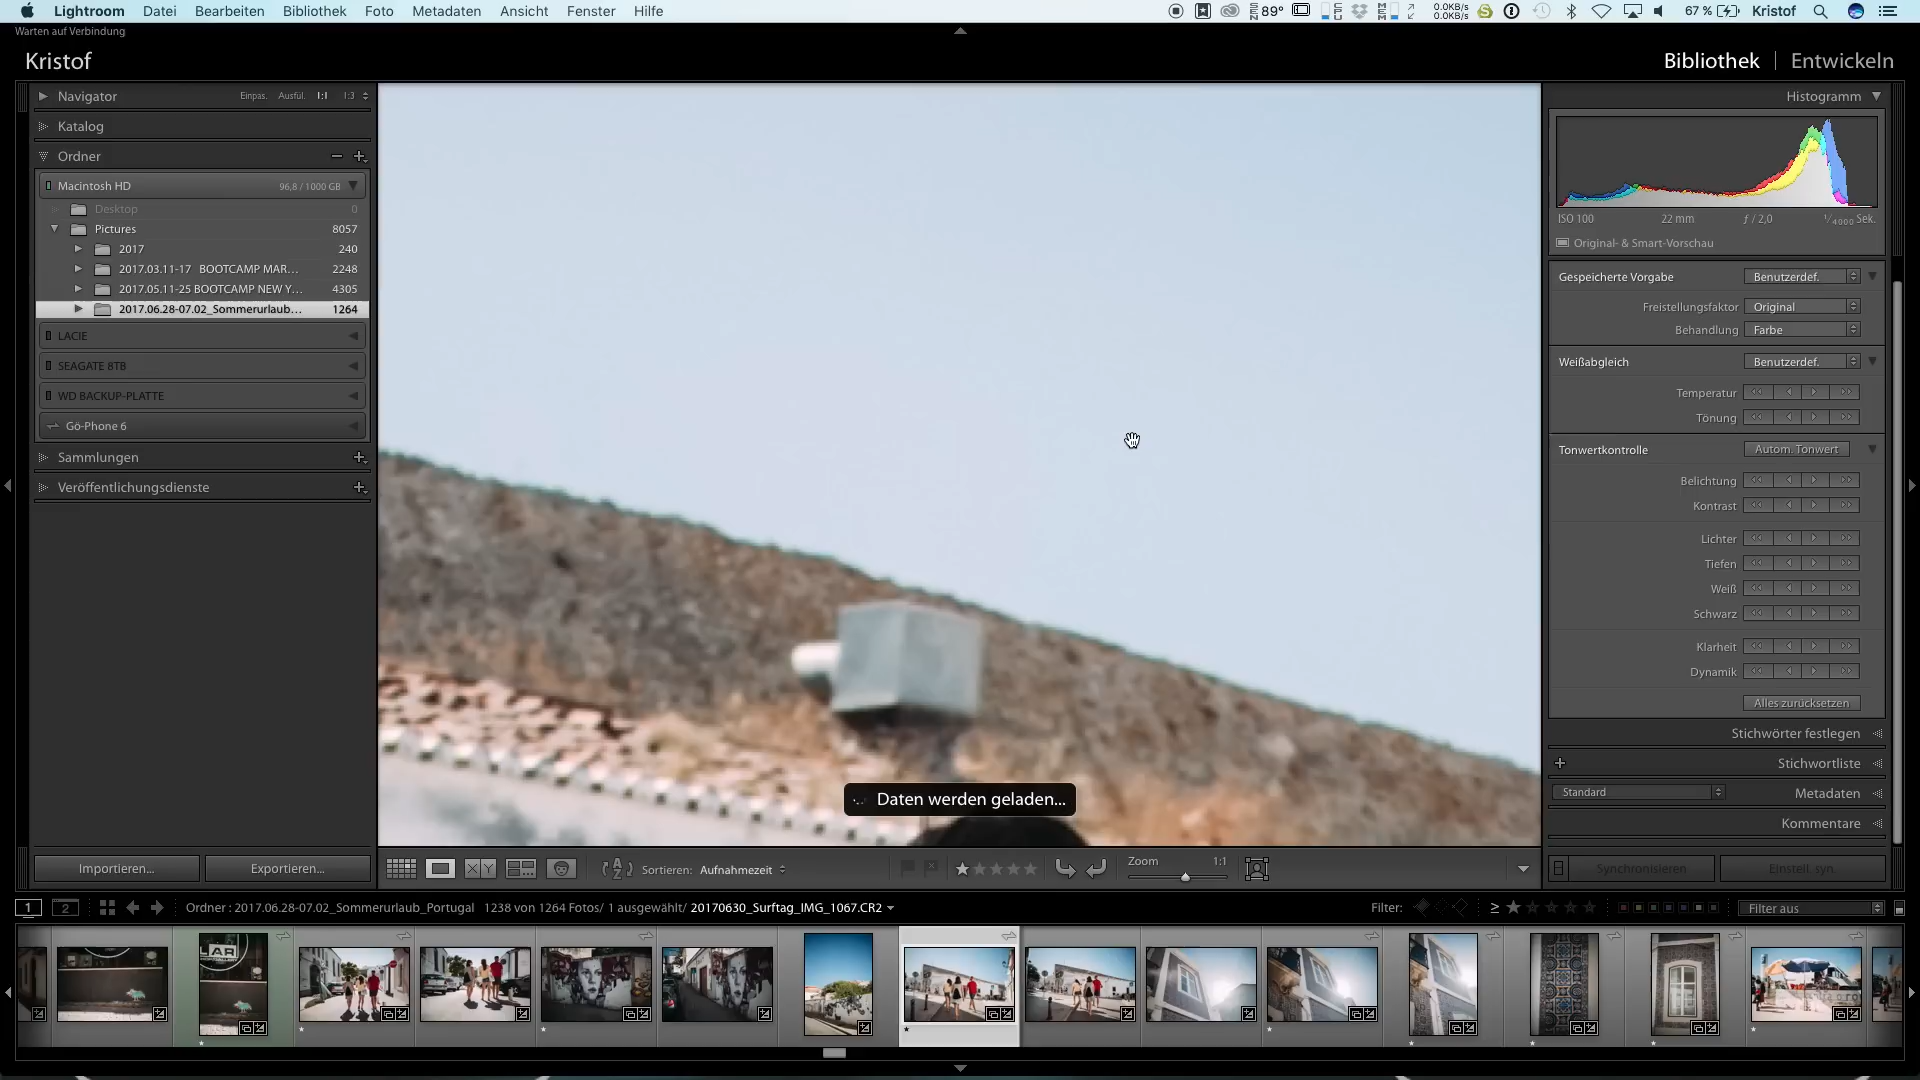 Lightroom Datei Bearbeiten Bibliothek Foto Metadaten Ansicht Fenster Hilfe
89° 0.0KB/s 0.0KB/s 67 % Kristof
Warten auf Verbindung
Kristof
Bibliothek | Entwickeln
Navigator Einpas. Ausfül. 1:1 1:3
Katalog
Ordner
Macintosh HD 96,8 / 1000 GB
Desktop 0
Pictures 8057
2017 240
2017.03.11-17 BOOTCAMP MAR... 2248
2017.05.11-25 BOOTCAMP NEW Y... 4305
2017.06.28-07.02_Sommerurlaub... 1264
LACIE
SEAGATE 8TB
WD BACKUP-PLATTE
Gö-Phone 6
Sammlungen
Veröffentlichungsdienste
Importieren... Exportieren...
Daten werden geladen...
Sortieren: Aufnahmezeit
Zoom 1:1
Histogramm
ISO 100 22 mm ƒ / 2,0 1/4000 Sek.
Original- & Smart-Vorschau
Gespeicherte Vorgabe Benutzerdef.
Freistellungsfaktor Original
Behandlung Farbe
Weißabgleich Benutzerdef.
Temperatur
Tönung
Tonwertkontrolle Autom. Tonwert
Belichtung
Kontrast
Lichter
Tiefen
Weiß
Schwarz
Klarheit
Dynamik
Alles zurücksetzen
Stichwörter festlegen
Stichwortliste
Standard Metadaten
Kommentare
Synchronisieren Einstell. syn.
1 2 Ordner : 2017.06.28-07.02_Sommerurlaub_Portugal 1238 von 1264 Fotos/ 1 ausgewählt/ 20170630_Surftag_IMG_1067.CR2
Filter: ≥ Filter aus
LAR